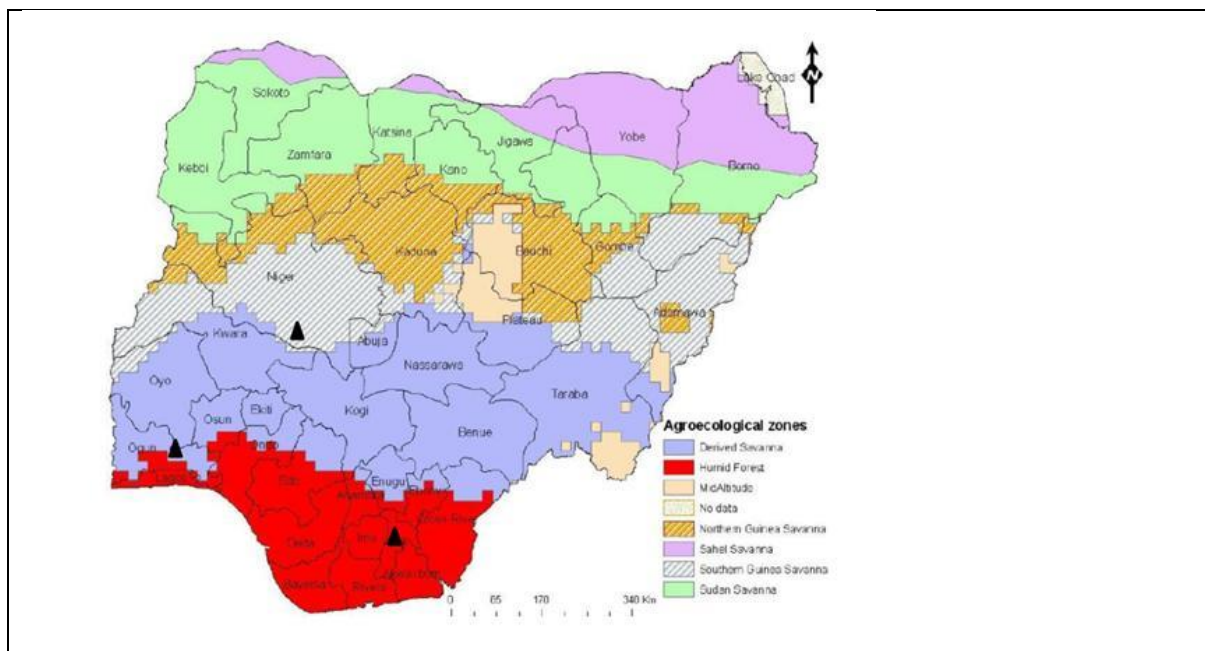 N
Lake Chad
Sokoto
Katsina
Jigawa
Yobe
Zamfara
Kano
Borno
Kebbi
Kaduna
Bauchi
Gombe
Niger
Adamawa
Plateau
Kwara
Abuja
Nassarawa
Oyo
Taraba
Kogi
Osun
Ekiti
Benue
Ogun
Ondo
Lagos
Edo
Enugu
Anambra
Cross River
Delta
Imo
Bayelsa
Rivers
Akwa Ibom
Agroecological zones
Derived Savanna
Humid Forest
MidAltitude
No data
Northern Guinea Savanna
Sahel Savanna
Southern Guinea Savanna
Sudan Savanna
0 85 170 340 Km